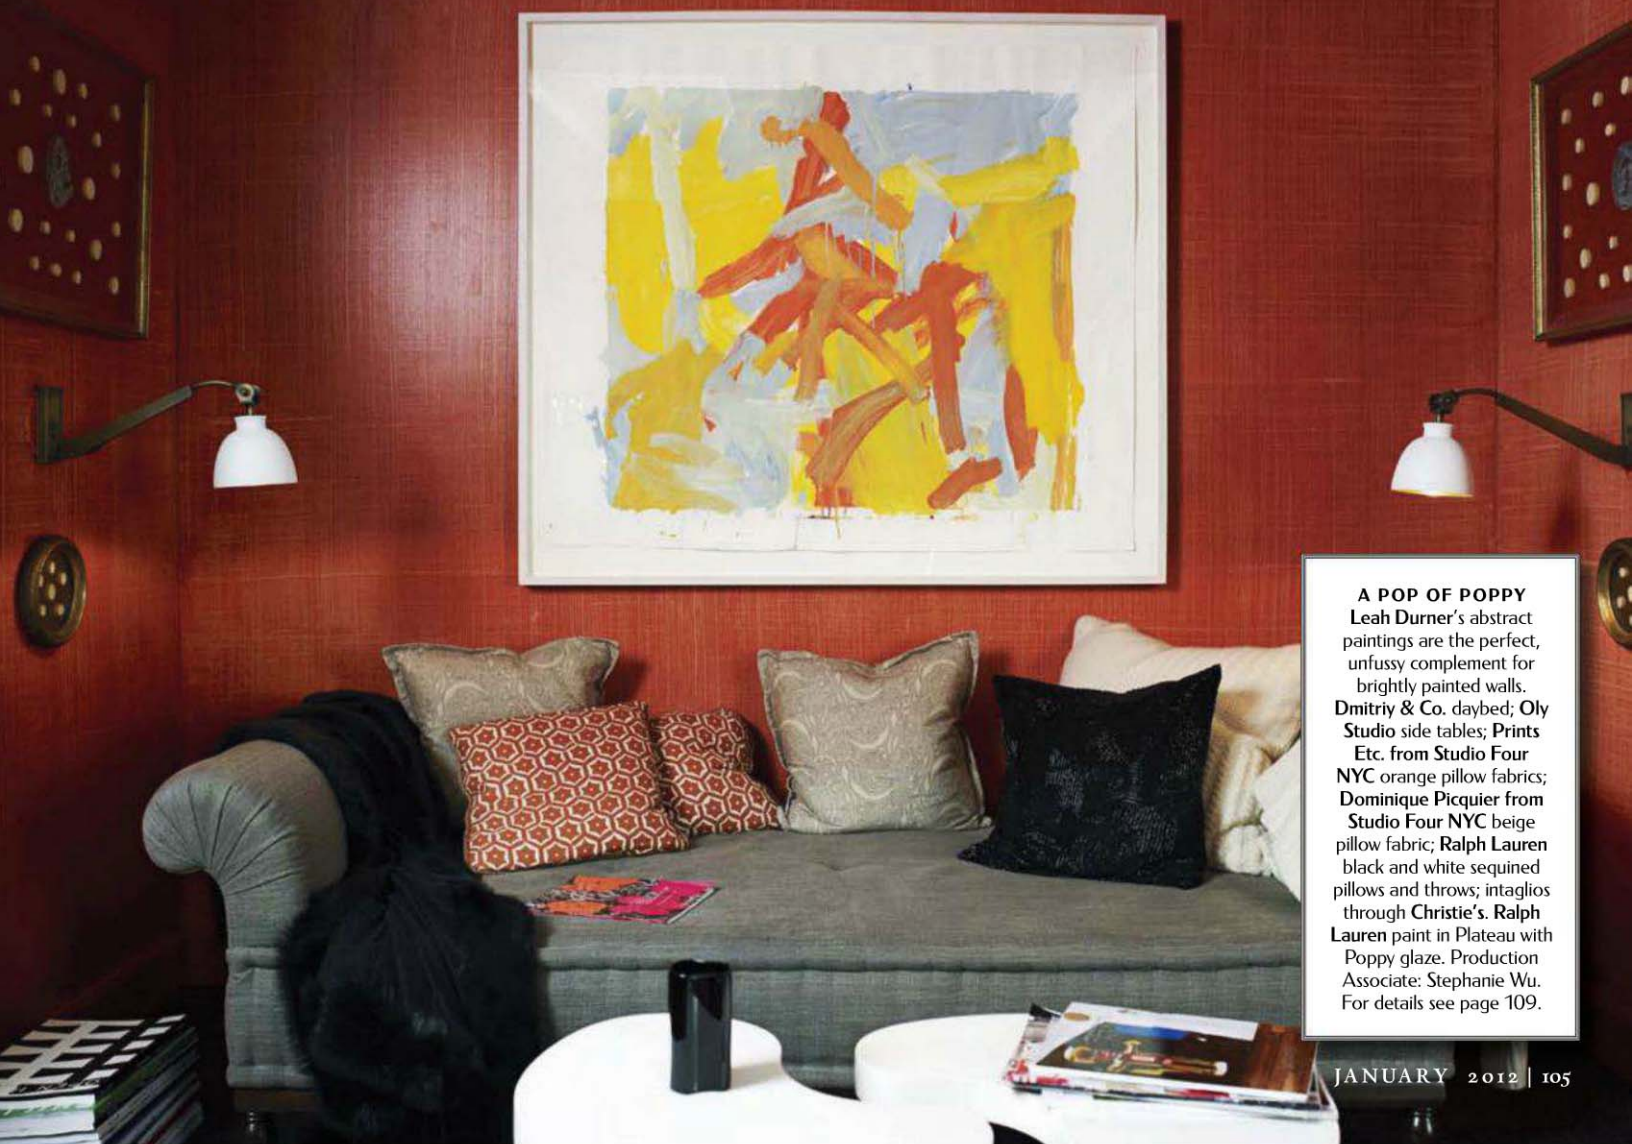 A POP OF POPPY
Leah Durner's abstract
paintings are the perfect,
unfussy complement for
brightly painted walls.
Dmitriy & Co. daybed; Oly
Studio side tables; Prints
Etc. from Studio Four
NYC orange pillow fabrics;
Dominique Picquier from
Studio Four NYC beige
pillow fabric; Ralph Lauren
black and white sequined
pillows and throws; intaglios
through Christie's. Ralph
Lauren paint in Plateau with
Poppy glaze. Production
Associate: Stephanie Wu.
For details see page 109.
JANUARY 2012 | 105